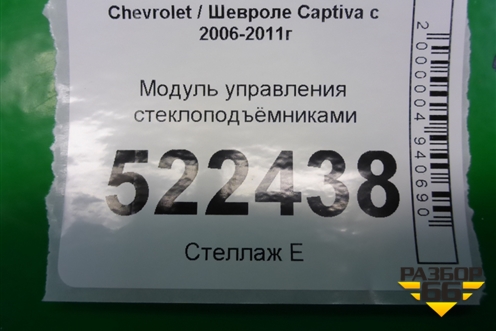 Chevrolet / Шевроле Captiva с
2006-2011г
Модуль управления
стеклоподъёмниками
522438
Стеллаж Е
2000004940690
РАЗБОР
66